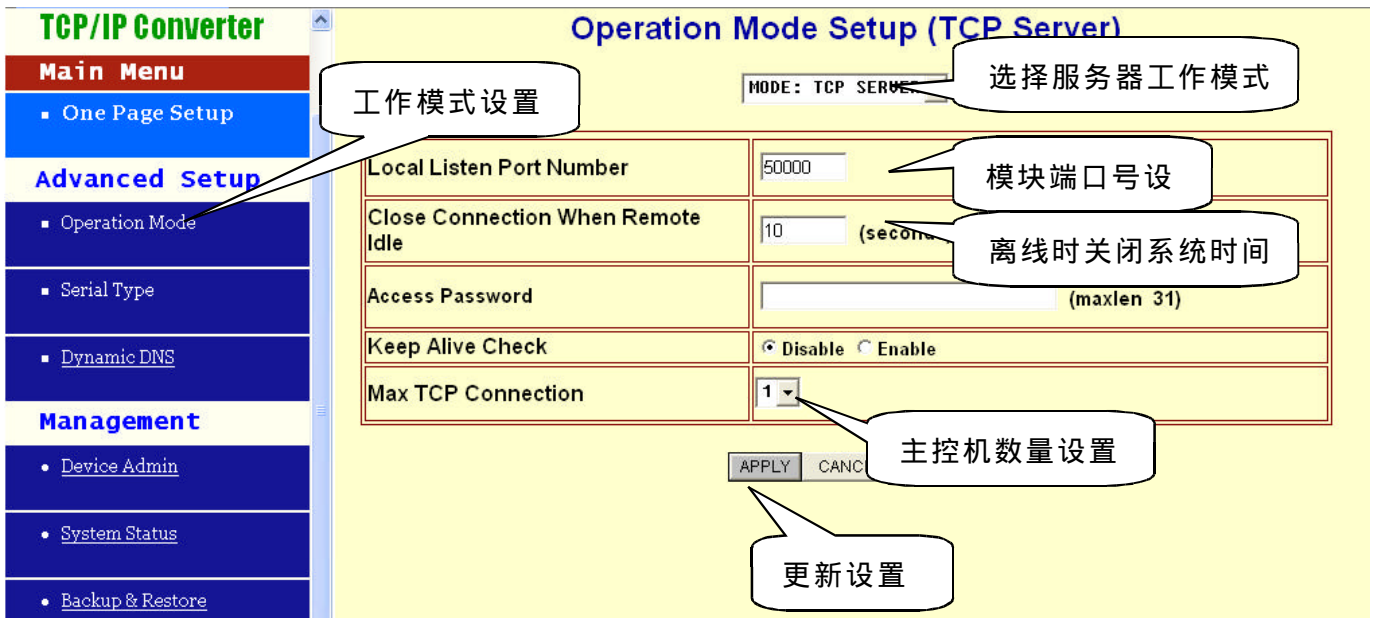 TCP/IP Converter
Main Menu
One Page Setup
Advanced Setup
Operation Mode
Serial Type
Dynamic DNS
Management
Device Admin
System Status
Backup & Restore
Operation Mode Setup (TCP Server)
MODE: TCP SERVER
选择服务器工作模式
工作模式设置
Local Listen Port Number
50000
模块端口号设
Close Connection When Remote
Idle
10
离线时关闭系统时间
Access Password
(maxlen 31)
Keep Alive Check
Disable
Enable
Max TCP Connection
1
主控机数量设置
APPLY
更新设置